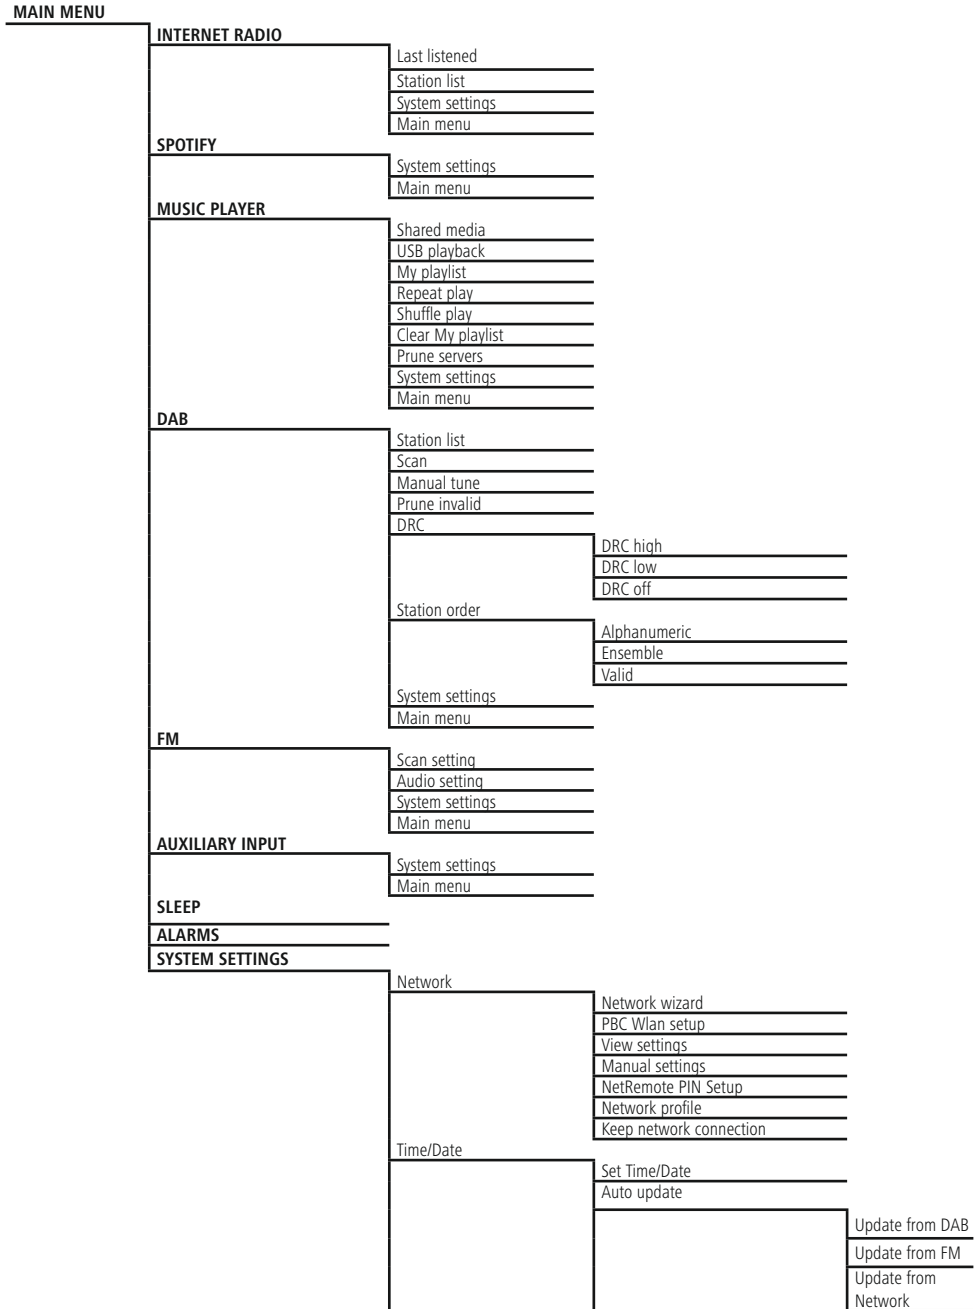 MAIN MENU
INTERNET RADIO
Last listened
Station list
System settings
Main menu
SPOTIFY
System settings
Main menu
MUSIC PLAYER
Shared media
USB playback
My playlist
Repeat play
Shuffle play
Clear My playlist
Prune servers
System settings
Main menu
DAB
Station list
Scan
Manual tune
Prune invalid
DRC
DRC high
DRC low
DRC off
Station order
Alphanumeric
Ensemble
Valid
System settings
Main menu
FM
Scan setting
Audio setting
System settings
Main menu
AUXILIARY INPUT
System settings
Main menu
SLEEP
ALARMS
SYSTEM SETTINGS
Network
Network wizard
PBC Wlan setup
View settings
Manual settings
NetRemote PIN Setup
Network profile
Keep network connection
Time/Date
Set Time/Date
Auto update
Update from DAB
Update from FM
Update from
Network